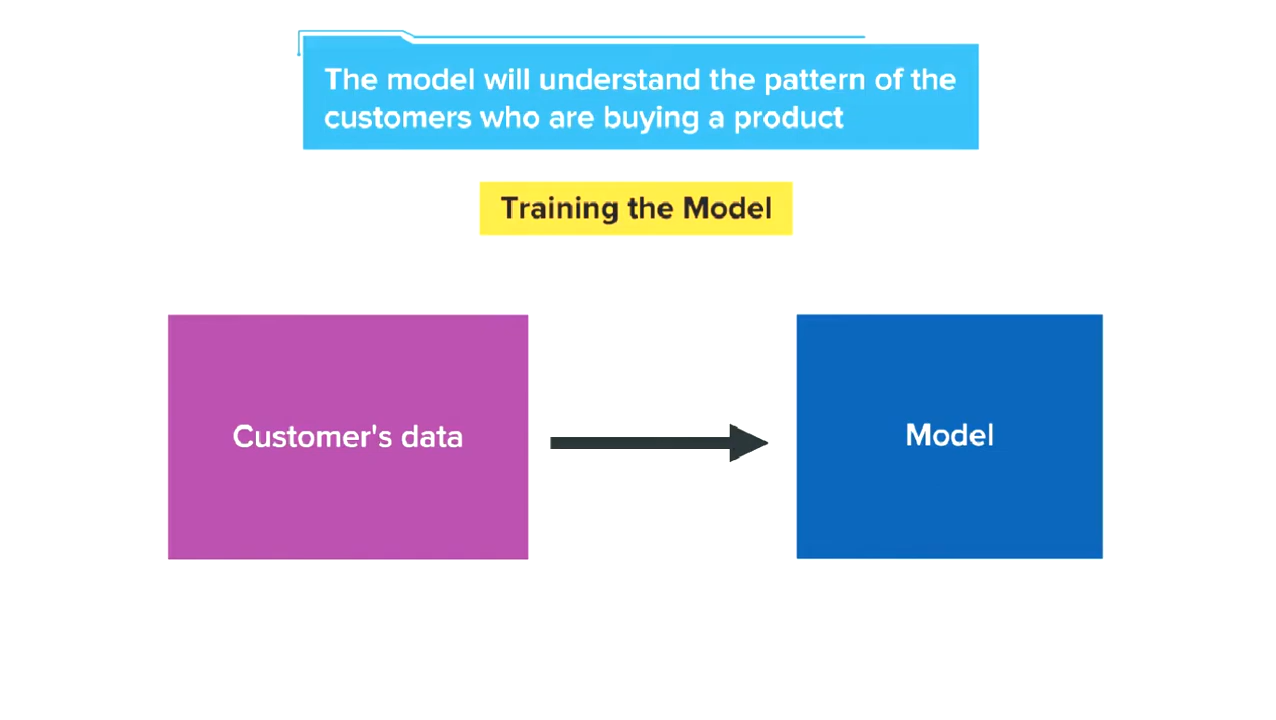 The model will understand the pattern of the
customers who are buying a product
Training the Model
Customer's data
Model